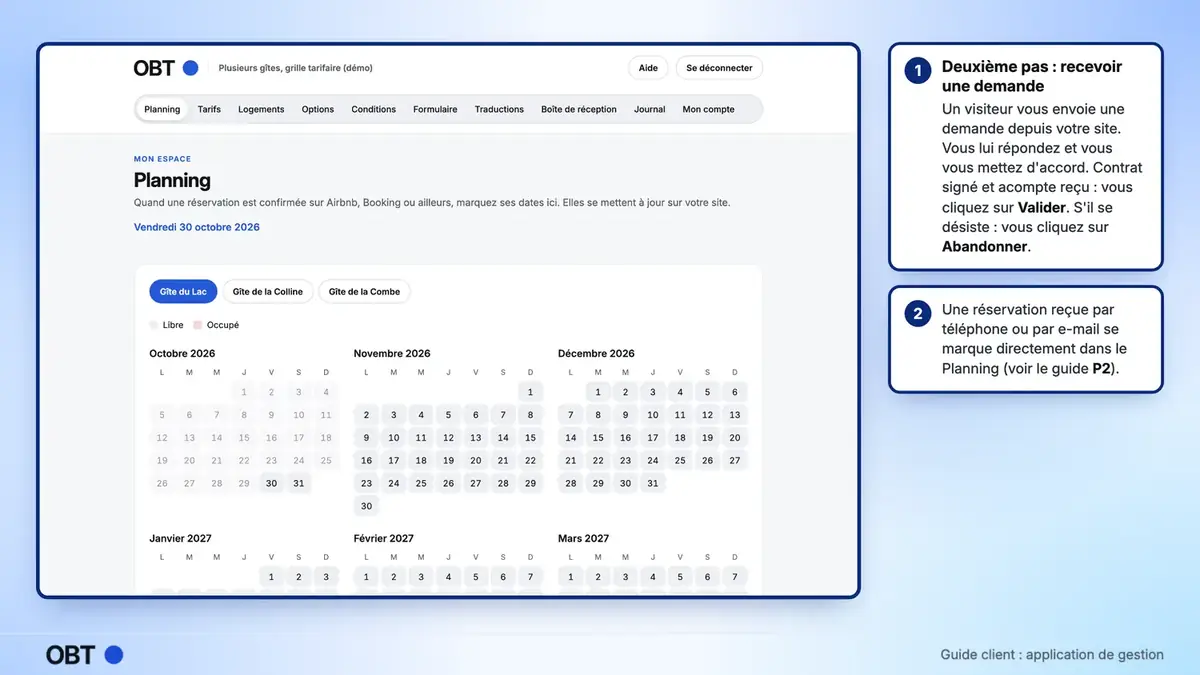 OBT
Plusieurs gîtes, grille tarifaire (démo)
Aide
Se déconnecter
Planning Tarifs Logements Options Conditions Formulaire Traductions Boîte de réception Journal Mon compte
MON ESPACE
Planning
Quand une réservation est confirmée sur Airbnb, Booking ou ailleurs, marquez ses dates ici. Elles se mettent à jour sur votre site.
Vendredi 30 octobre 2026
Gîte du Lac Gîte de la Colline Gîte de la Combe
Libre Occupé
Octobre 2026
L M M J V S D
1 2 3 4
5 6 7 8 9 10 11
12 13 14 15 16 17 18
19 20 21 22 23 24 25
26 27 28 29 30 31
Novembre 2026
L M M J V S D
1
2 3 4 5 6 7 8
9 10 11 12 13 14 15
16 17 18 19 20 21 22
23 24 25 26 27 28 29
30
Décembre 2026
L M M J V S D
1 2 3 4 5 6
7 8 9 10 11 12 13
14 15 16 17 18 19 20
21 22 23 24 25 26 27
28 29 30 31
Janvier 2027
L M M J V S D
1 2 3
Février 2027
L M M J V S D
1 2 3 4 5 6 7
Mars 2027
L M M J V S D
1 2 3 4 5 6 7
1
Deuxième pas : recevoir
une demande
Un visiteur vous envoie une
demande depuis votre site.
Vous lui répondez et vous
vous mettez d'accord. Contrat
signé et acompte reçu : vous
cliquez sur Valider. S'il se
désiste : vous cliquez sur
Abandonner.
2
Une réservation reçue par
téléphone ou par e-mail se
marque directement dans le
Planning (voir le guide P2).
OBT
Guide client : application de gestion